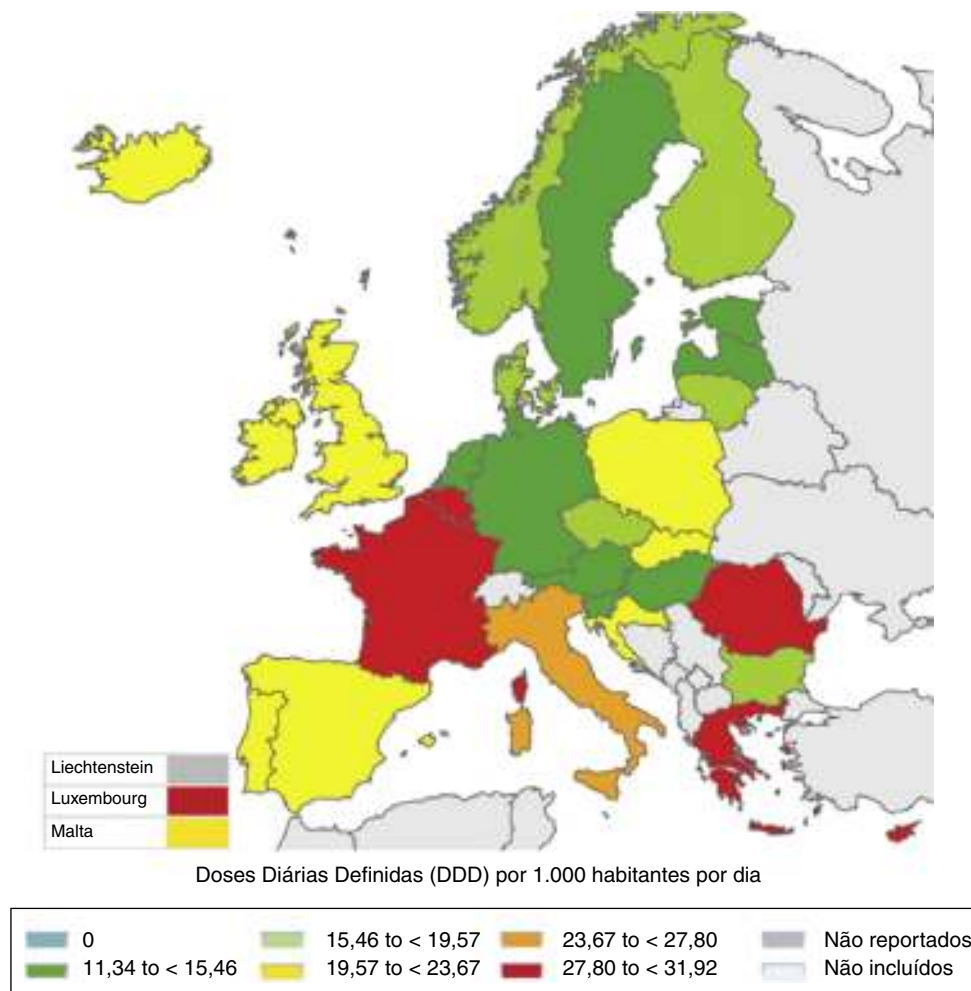 Liechtenstein
Luxembourg
Malta
Doses Diárias Definidas (DDD) por 1.000 habitantes por dia
0 15,46 to < 19,57 23,67 to < 27,80 Não reportados
11,34 to < 15,46 19,57 to < 23,67 27,80 to < 31,92 Não incluídos